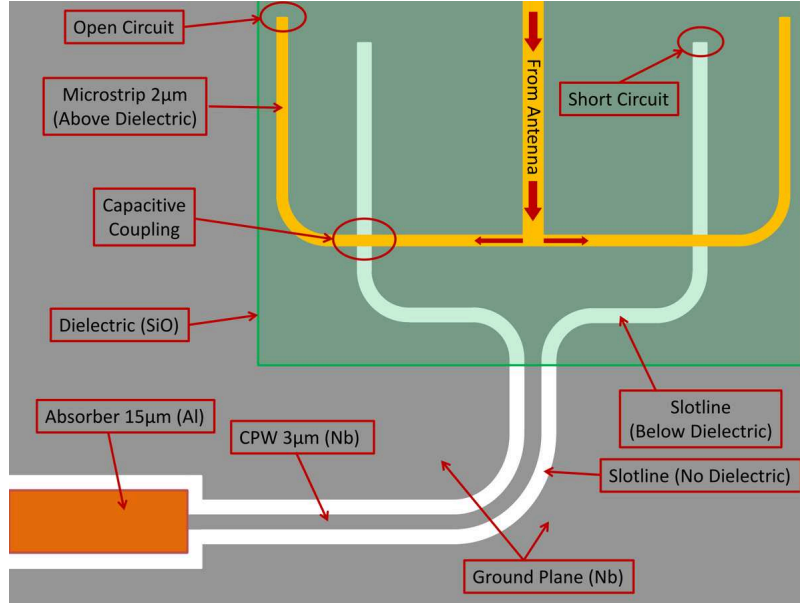 Open Circuit
From Antenna
Microstrip 2μm
(Above Dielectric)
Short Circuit
Capacitive
Coupling
Dielectric (SiO)
Absorber 15μm (Al)
CPW 3μm (Nb)
Slotline
(Below Dielectric)
Slotline (No Dielectric)
Ground Plane (Nb)